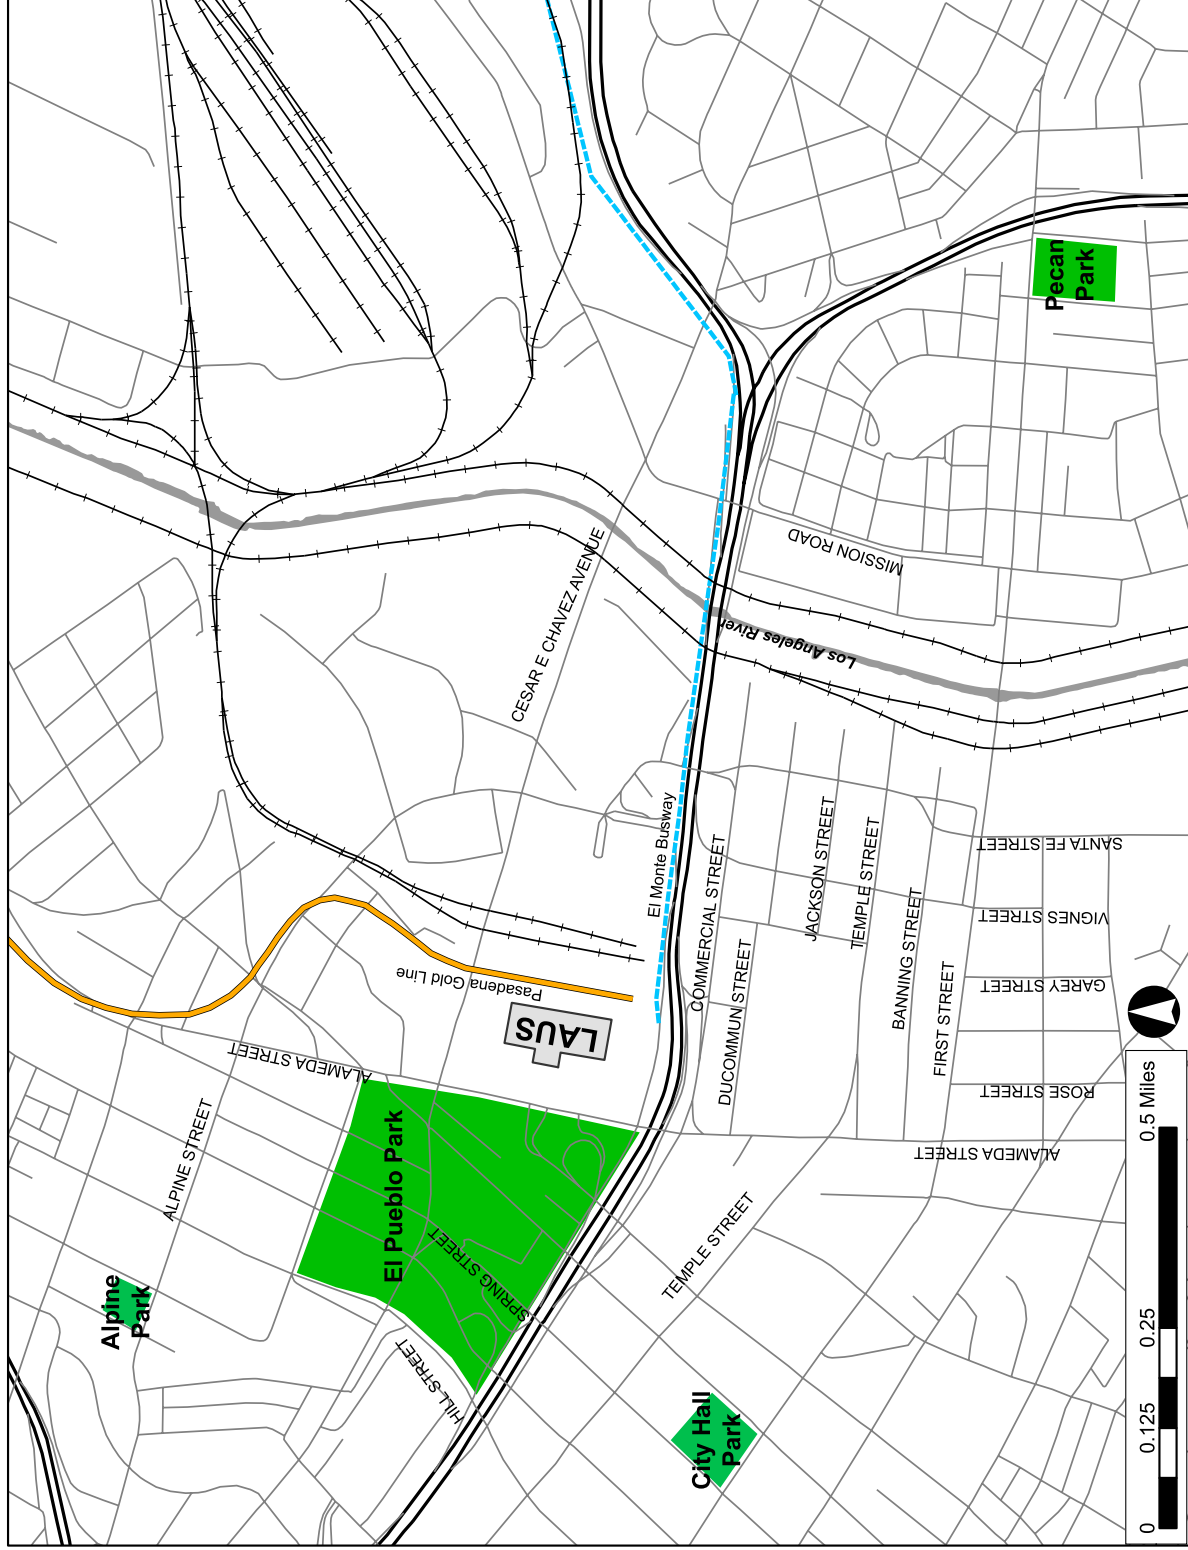 Alpine
Park
ALPINE STREET
ALAMEDA STREET
El Pueblo Park
HILL STREET
SPRING STREET
LAUS
Pasadena Gold Line
CESAR E CHAVEZ AVENUE
El Monte Busway
Los Angeles River
MISSION ROAD
Pecan
Park
COMMERCIAL STREET
DUCOMMUN STREET
JACKSON STREET
TEMPLE STREET
BANNING STREET
FIRST STREET
SANTA FE STREET
VIGNES STREET
GAREY STREET
ROSE STREET
ALAMEDA STREET
TEMPLE STREET
City Hall
Park
0 0.125 0.25 0.5 Miles